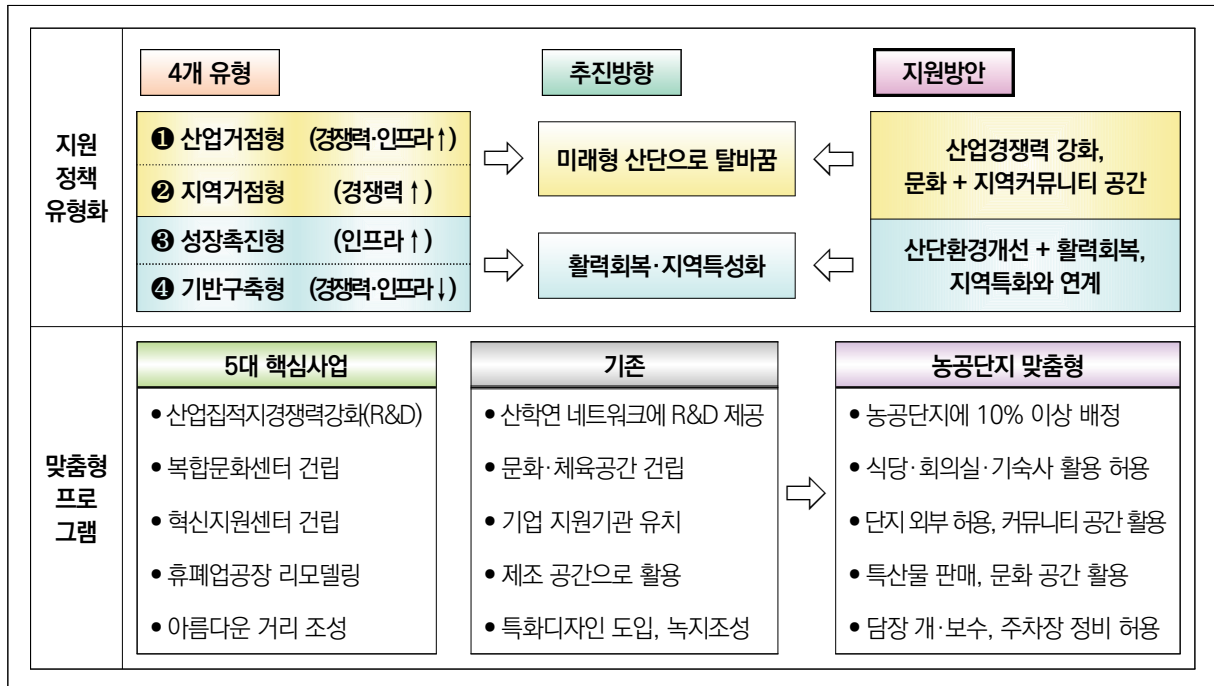 지원
정책
유형화
4개 유형
추진방향
지원방안
❶ 산업거점형 (경쟁력·인프라↑)
❷ 지역거점형 (경쟁력↑)
❸ 성장촉진형 (인프라↑)
❹ 기반구축형 (경쟁력·인프라↓)
미래형 산단으로 탈바꿈
활력회복·지역특성화
산업경쟁력 강화,
문화 + 지역커뮤니티 공간
산단환경개선 + 활력회복,
지역특화와 연계
맞춤형
프로
그램
5대 핵심사업
• 산업집적지경쟁력강화(R&D)
• 복합문화센터 건립
• 혁신지원센터 건립
• 휴폐업공장 리모델링
• 아름다운 거리 조성
기존
• 산학연 네트워크에 R&D 제공
• 문화·체육공간 건립
• 기업 지원기관 유치
• 제조 공간으로 활용
• 특화디자인 도입, 녹지조성
농공단지 맞춤형
• 농공단지에 10% 이상 배정
• 식당·회의실·기숙사 활용 허용
• 단지 외부 허용, 커뮤니티 공간 활용
• 특산물 판매, 문화 공간 활용
• 담장 개·보수, 주차장 정비 허용